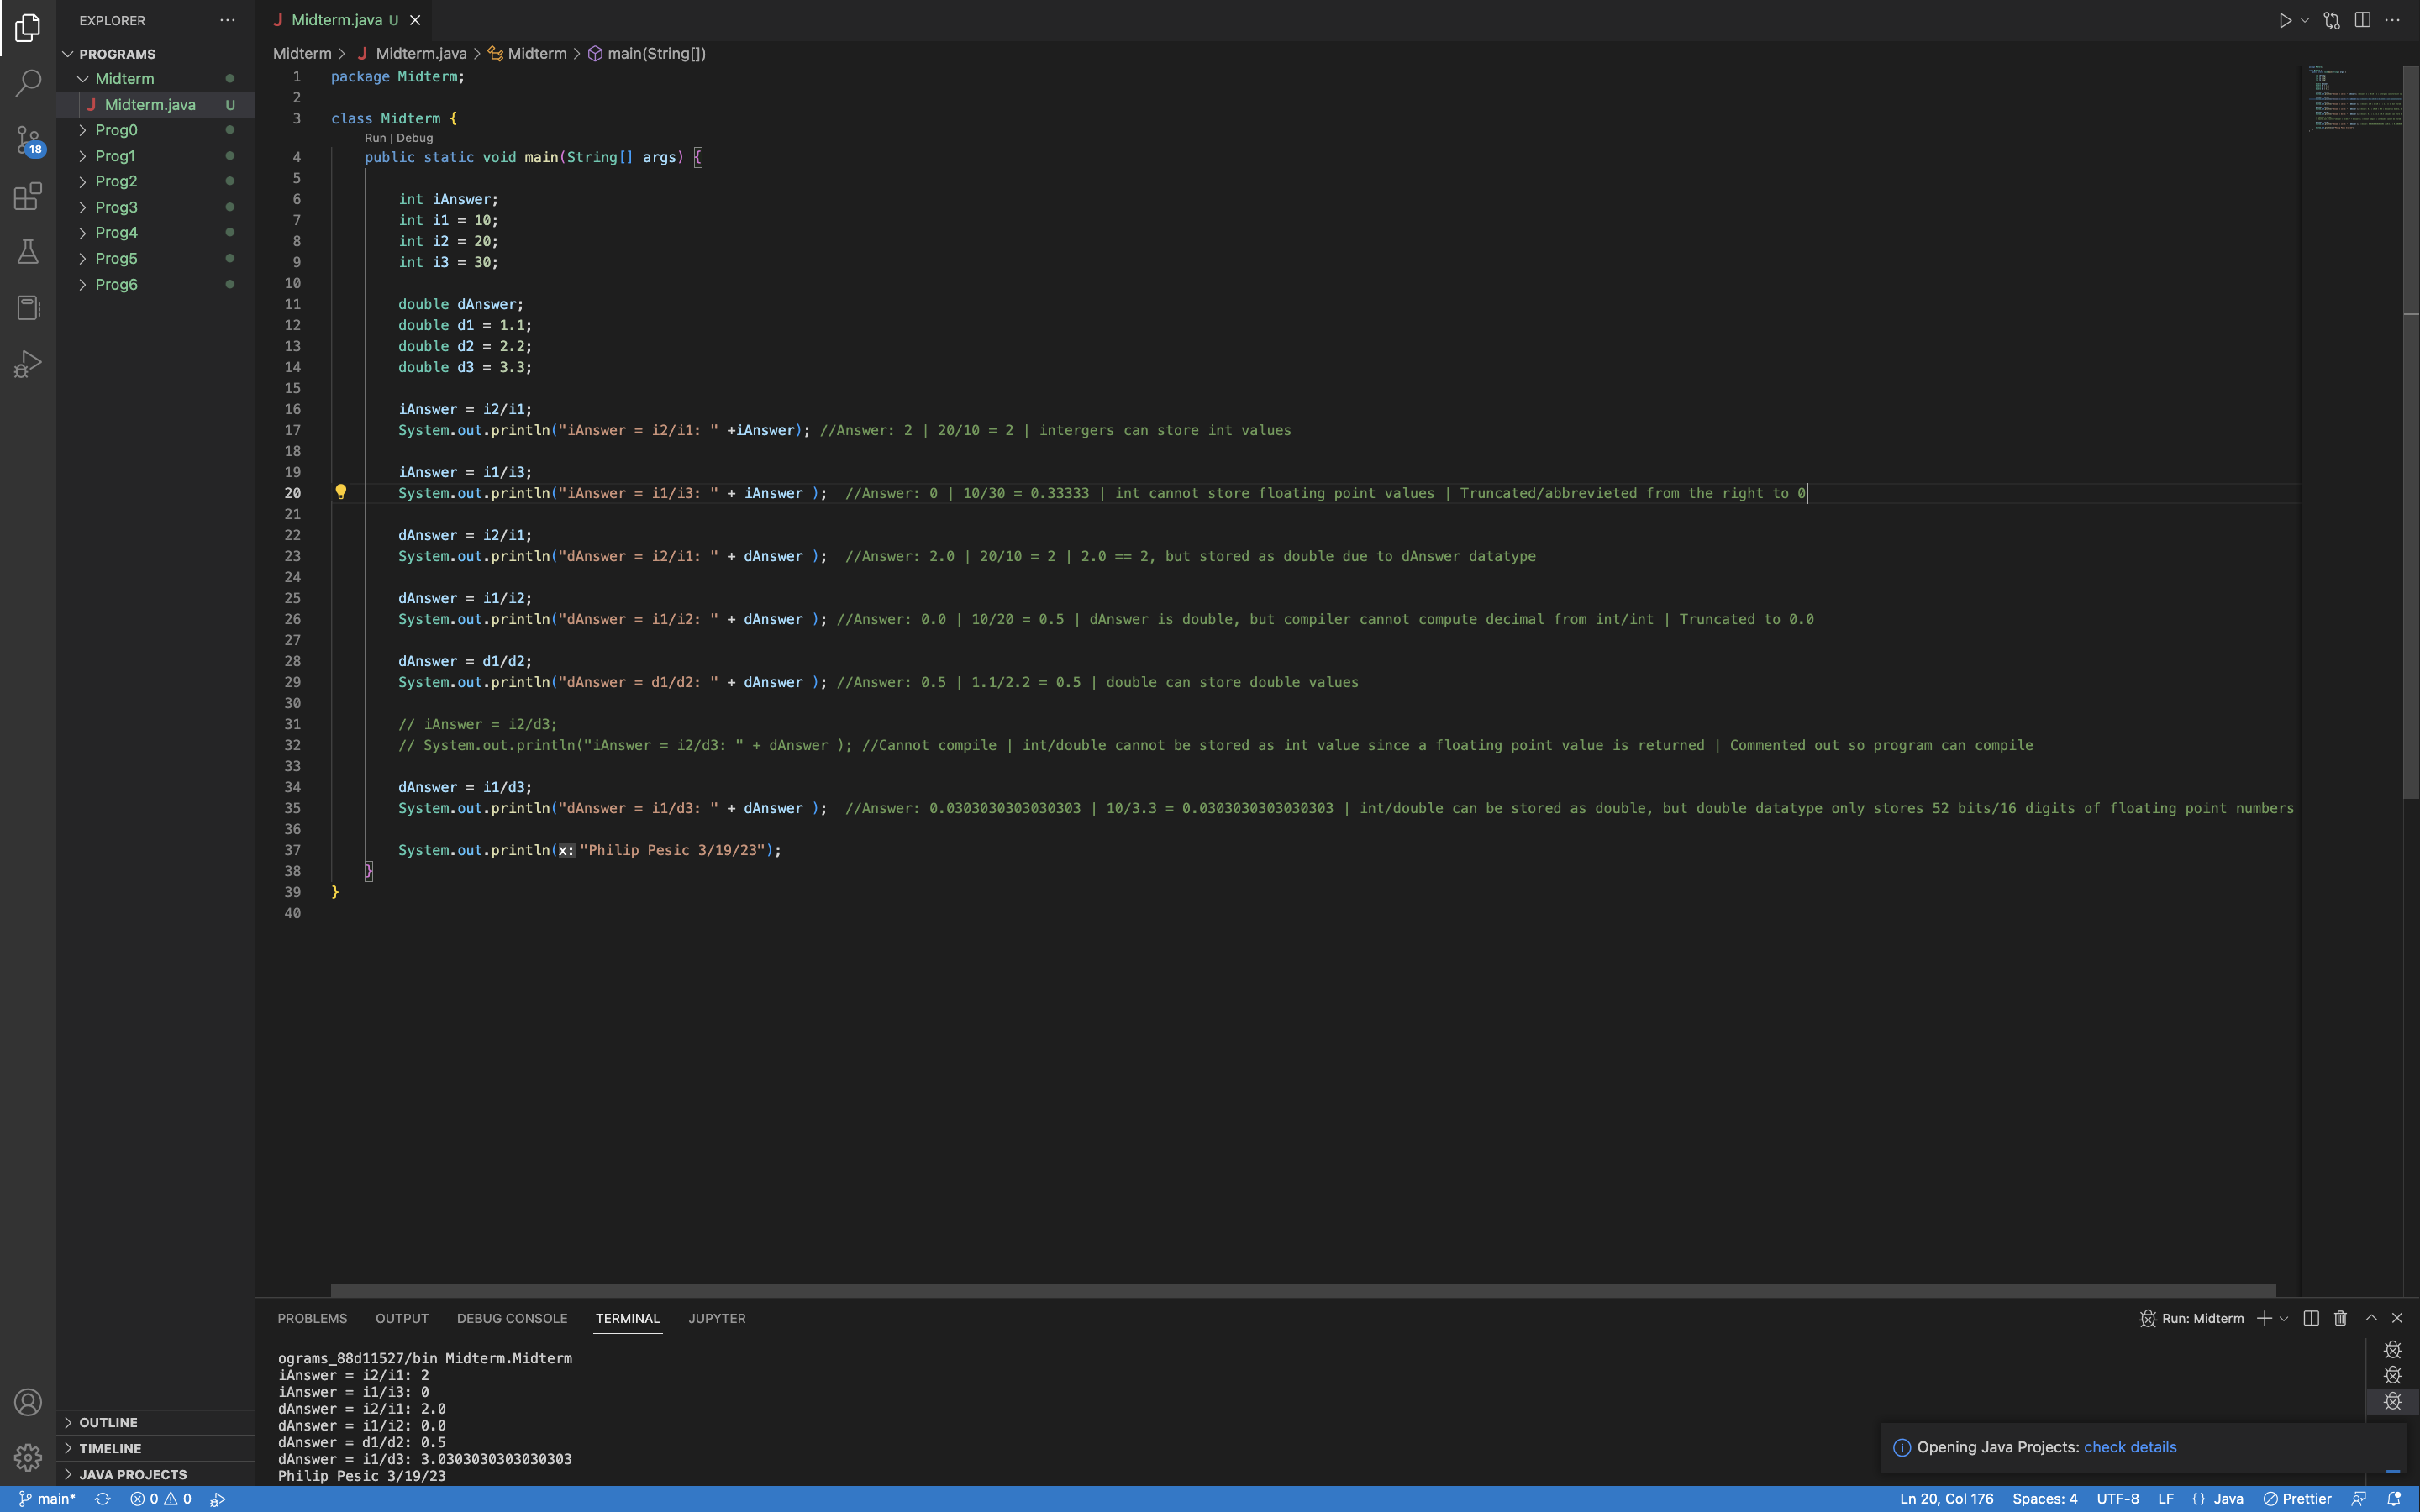 EXPLORER
PROGRAMS
Midterm
J Midterm.java U
Prog0
Prog1
Prog2
Prog3
Prog4
Prog5
Prog6
18
OUTLINE
TIMELINE
JAVA PROJECTS
J Midterm.java U
Midterm > J Midterm.java > Midterm > main(String[])
1 package Midterm;
2
3 class Midterm {
Run | Debug
4 public static void main(String[] args) {
5
6 int iAnswer;
7 int i1 = 10;
8 int i2 = 20;
9 int i3 = 30;
10
11 double dAnswer;
12 double d1 = 1.1;
13 double d2 = 2.2;
14 double d3 = 3.3;
15
16 iAnswer = i2/i1;
17 System.out.println("iAnswer = i2/i1: " +iAnswer); //Answer: 2 | 20/10 = 2 | intergers can store int values
18
19 iAnswer = i1/i3;
20 System.out.println("iAnswer = i1/i3: " + iAnswer ); //Answer: 0 | 10/30 = 0.33333 | int cannot store floating point values | Truncated/abbrevieted from the right to 0
21
22 dAnswer = i2/i1;
23 System.out.println("dAnswer = i2/i1: " + dAnswer ); //Answer: 2.0 | 20/10 = 2 | 2.0 == 2, but stored as double due to dAnswer datatype
24
25 dAnswer = i1/i2;
26 System.out.println("dAnswer = i1/i2: " + dAnswer ); //Answer: 0.0 | 10/20 = 0.5 | dAnswer is double, but compiler cannot compute decimal from int/int | Truncated to 0.0
27
28 dAnswer = d1/d2;
29 System.out.println("dAnswer = d1/d2: " + dAnswer ); //Answer: 0.5 | 1.1/2.2 = 0.5 | double can store double values
30
31 // iAnswer = i2/d3;
32 // System.out.println("iAnswer = i2/d3: " + dAnswer ); //Cannot compile | int/double cannot be stored as int value since a floating point value is returned | Commented out so program can compile
33
34 dAnswer = i1/d3;
35 System.out.println("dAnswer = i1/d3: " + dAnswer ); //Answer: 0.0303030303030303 | 10/3.3 = 0.0303030303030303 | int/double can be stored as double, but double datatype only stores 52 bits/16 digits of floating point numbers
36
37 System.out.println(x: "Philip Pesic 3/19/23");
38 }
39 }
40
PROBLEMS OUTPUT DEBUG CONSOLE TERMINAL JUPYTER
Run: Midterm
ograms_88d11527/bin Midterm.Midterm
iAnswer = i2/i1: 2
iAnswer = i1/i3: 0
dAnswer = i2/i1: 2.0
dAnswer = i1/i2: 0.0
dAnswer = d1/d2: 0.5
dAnswer = i1/d3: 3.0303030303030303
Philip Pesic 3/19/23
Opening Java Projects: check details
main* 0 0
Ln 20, Col 176 Spaces: 4 UTF-8 LF {} Java Prettier